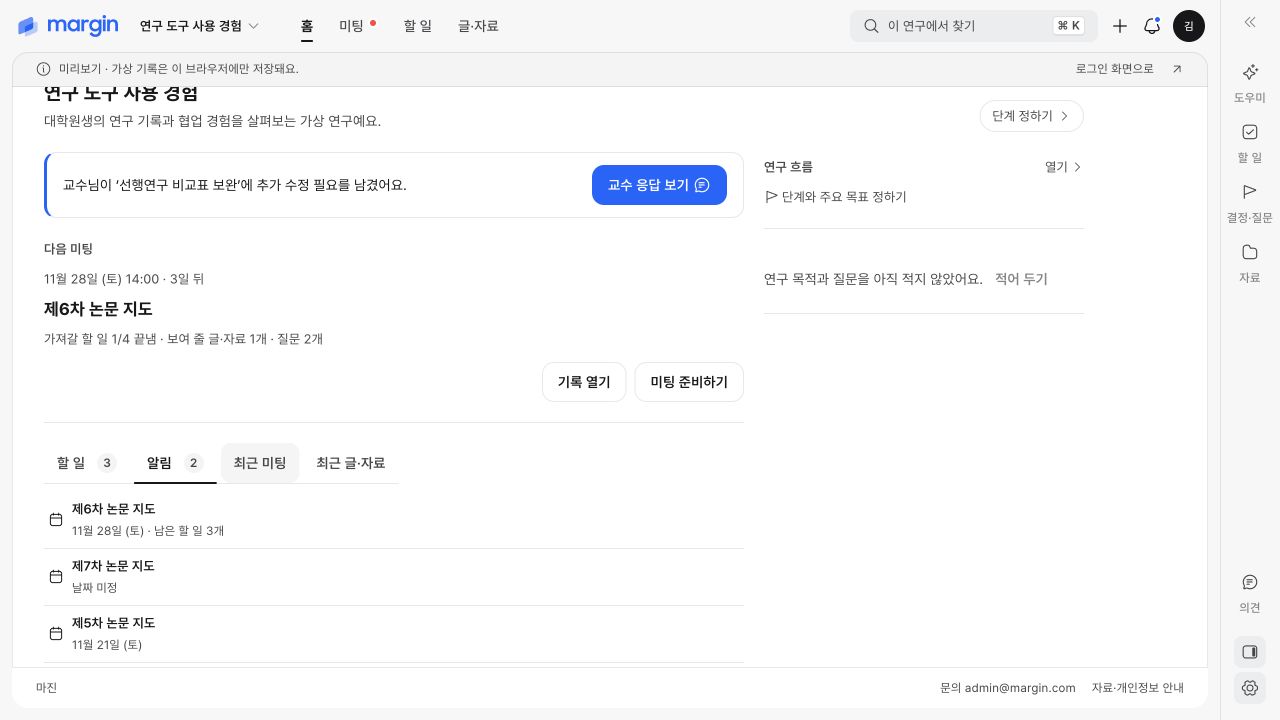 margin
연구 도구 사용 경험
홈
미팅
할 일
글·자료
이 연구에서 찾기
⌘ K
김
미리보기 · 가상 기록은 이 브라우저에만 저장돼요.
로그인 화면으로
연구 도구 사용 경험
대학원생의 연구 기록과 협업 경험을 살펴보는 가상 연구예요.
단계 정하기
교수님이 ‘선행연구 비교표 보완’에 추가 수정 필요를 남겼어요.
교수 응답 보기
연구 흐름
열기
단계와 주요 목표 정하기
다음 미팅
11월 28일 (토) 14:00 · 3일 뒤
제6차 논문 지도
가져갈 할 일 1/4 끝냄 · 보여 줄 글·자료 1개 · 질문 2개
연구 목적과 질문을 아직 적지 않았어요.
적어 두기
기록 열기
미팅 준비하기
할 일 3
알림 2
최근 미팅
최근 글·자료
제6차 논문 지도
11월 28일 (토) · 남은 할 일 3개
제7차 논문 지도
날짜 미정
제5차 논문 지도
11월 21일 (토)
마진
문의 admin@margin.com
자료·개인정보 안내
도우미
할 일
결정·질문
자료
의견